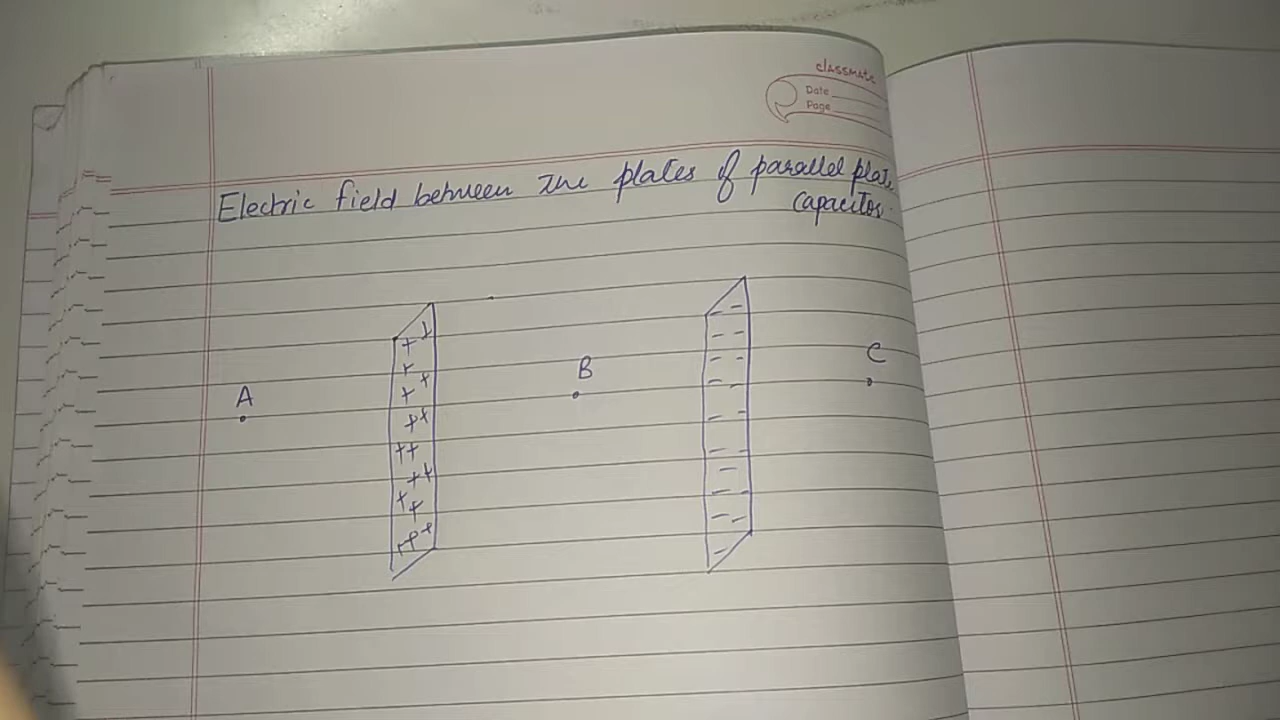 classmate
Date
Page
Electric field between the plates of parallel plate
capacitor.
A
B
C